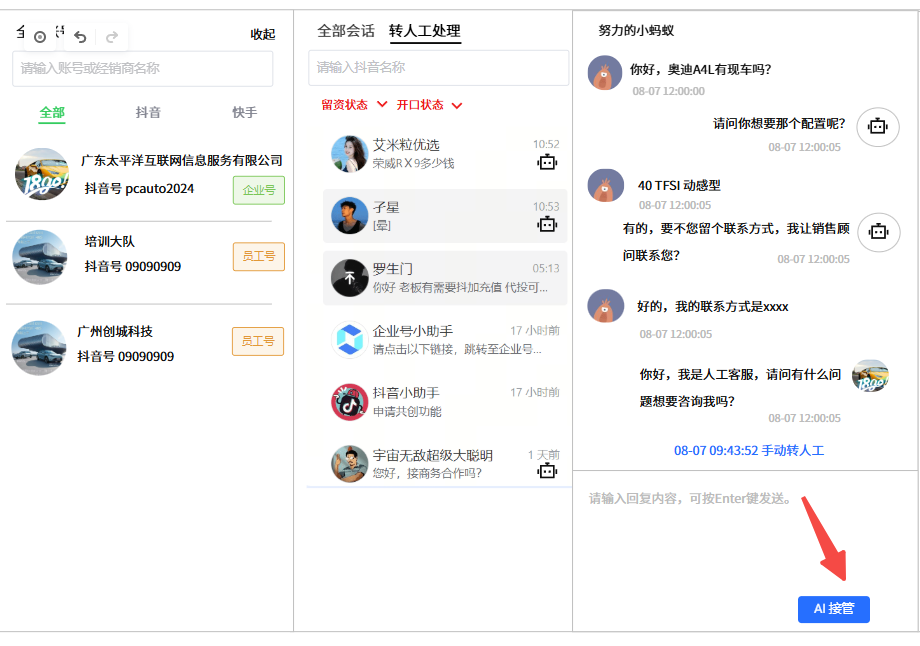 收起
请输入账号或经销商名称
全部 抖音 快手
广东太平洋互联网信息服务有限公司
抖音号 pcauto2024
企业号
18go!
培训大队
抖音号 09090909
员工号
广州创城科技
抖音号 09090909
员工号
全部会话 转人工处理
请输入抖音名称
留资状态 开口状态
艾米粒优选 10:52
荣威RX9多少钱
孑星 10:53
[晕]
罗生门 05:13
你好 老板有需要抖加充值 代投可...
企业号小助手 17 小时前
请点击以下链接，跳转至企业号...
抖音小助手 17 小时前
申请共创功能
宇宙无敌超级大聪明 1 天前
您好，接商务合作吗?
努力的小蚂蚁
你好，奥迪A4L有现车吗?
08-07 12:00:00
请问你想要那个配置呢?
08-07 12:00:05
40 TFSI 动感型
08-07 12:00:05
有的，要不您留个联系方式，我让销售顾
问联系您?
08-07 12:00:05
好的，我的联系方式是xxxx
08-07 12:00:05
你好，我是人工客服，请问有什么问
题想要咨询我吗?
18go!
08-07 12:00:05
08-07 09:43:52 手动转人工
请输入回复内容，可按Enter键发送。
AI 接管